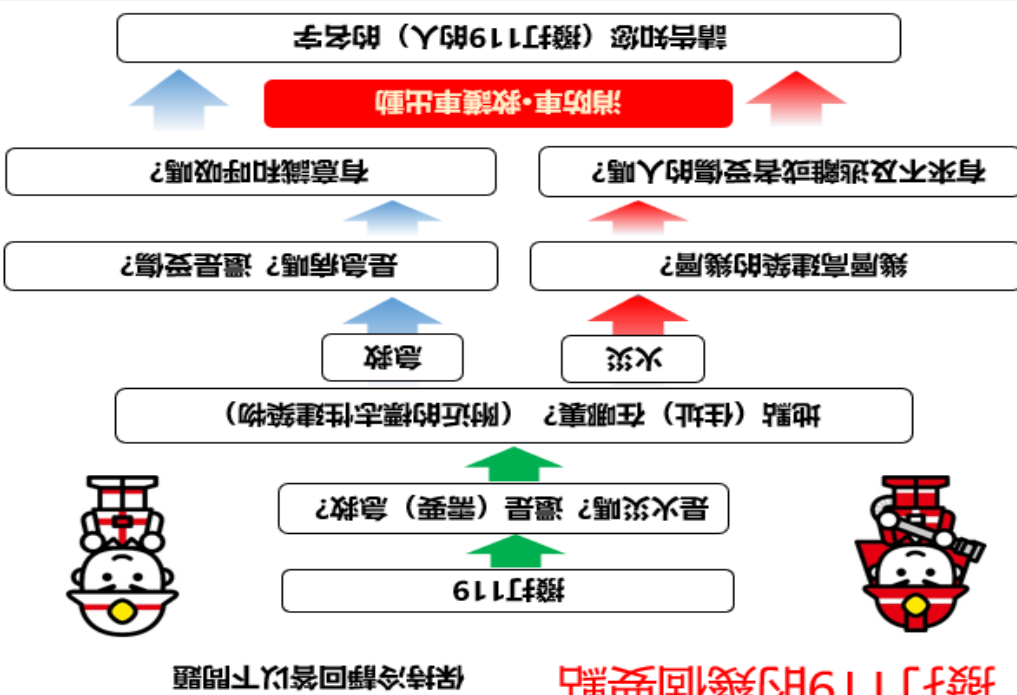 撥打119的幾個要點
保持冷靜回答以下問題
撥打119
是火災嗎？還是（需要）急救？
地點（住址）在哪裏？（附近的標志性建築物）
火災
急救
幾層高建築的幾層？
是急病嗎？還是受傷？
有來不及逃離或者受傷的人嗎？
有意識和呼吸嗎？
消防車・救護車出動
請告知您（撥打119的人）的名字